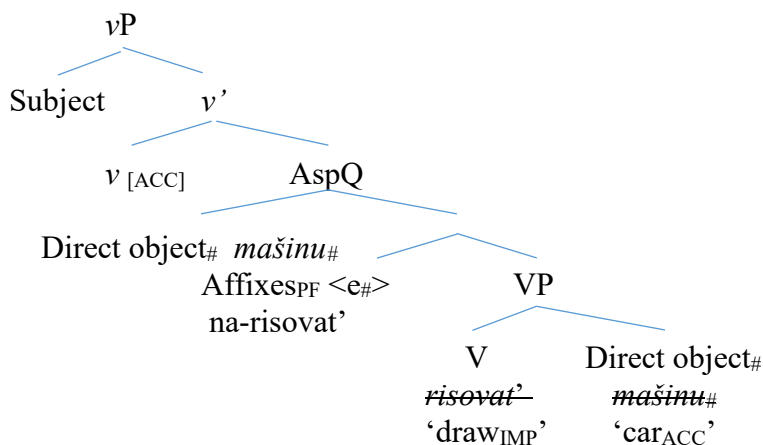 vP
Subject v’
v [ACC] AspQ
Direct object# mašinu#
Affixes PF <e#> VP
na-risovat’
V Direct object#
risovat’ mašinu#
‘draw IMP’ ‘car ACC’